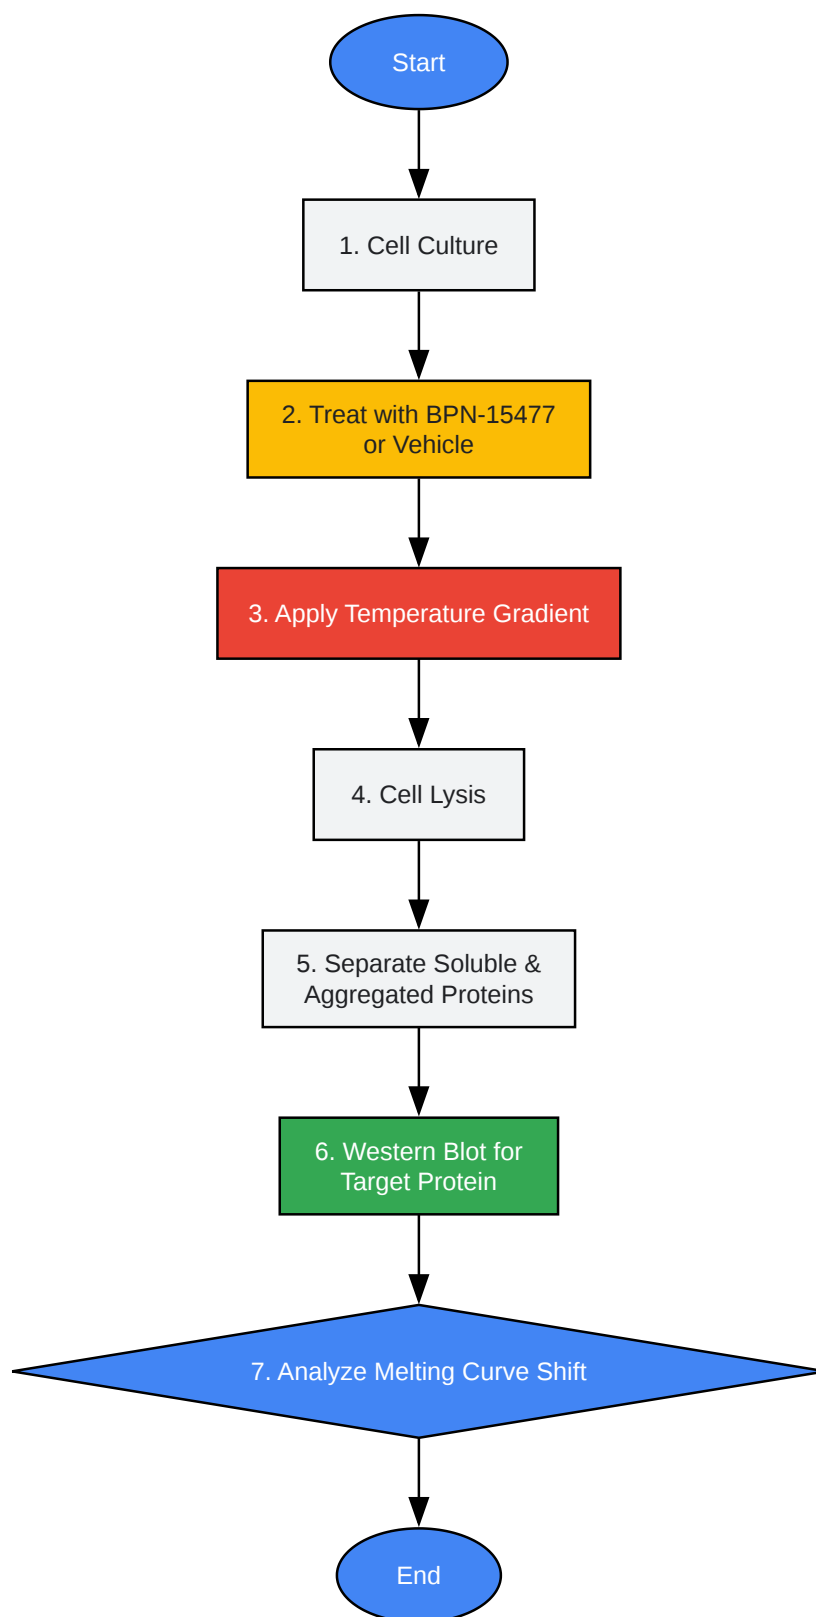 Start
1. Cell Culture
2. Treat with BPN-15477
or Vehicle
3. Apply Temperature Gradient
4. Cell Lysis
5. Separate Soluble &
Aggregated Proteins
6. Western Blot for
Target Protein
7. Analyze Melting Curve Shift
End